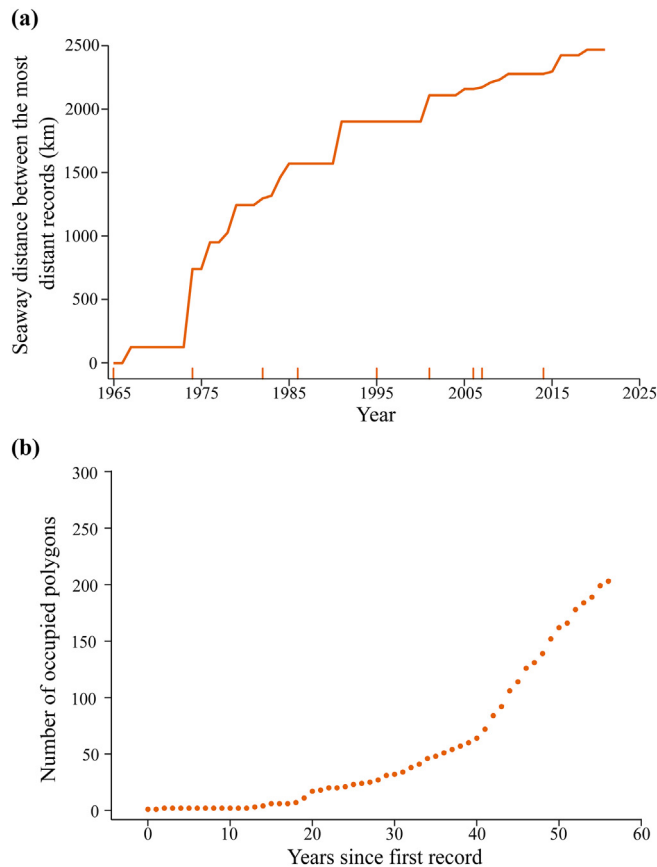 (a)
Seaway distance between the most
distant records (km)
2500
2000
1500
1000
500
0
1965 1975 1985 1995 2005 2015 2025
Year
(b)
Number of occupied polygons
300
250
200
150
100
50
0
0 10 20 30 40 50 60
Years since first record